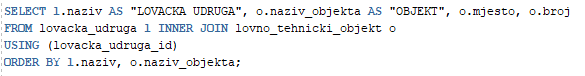 SELECT l.naziv AS "LOVACKA UDRUGA", o.naziv_objekta AS "OBJEKT", o.mjesto, o.broj
FROM lovacka_udruga l INNER JOIN lovno_tehnicki_objekt o
USING (lovacka_udruga_id)
ORDER BY l.naziv, o.naziv_objekta;